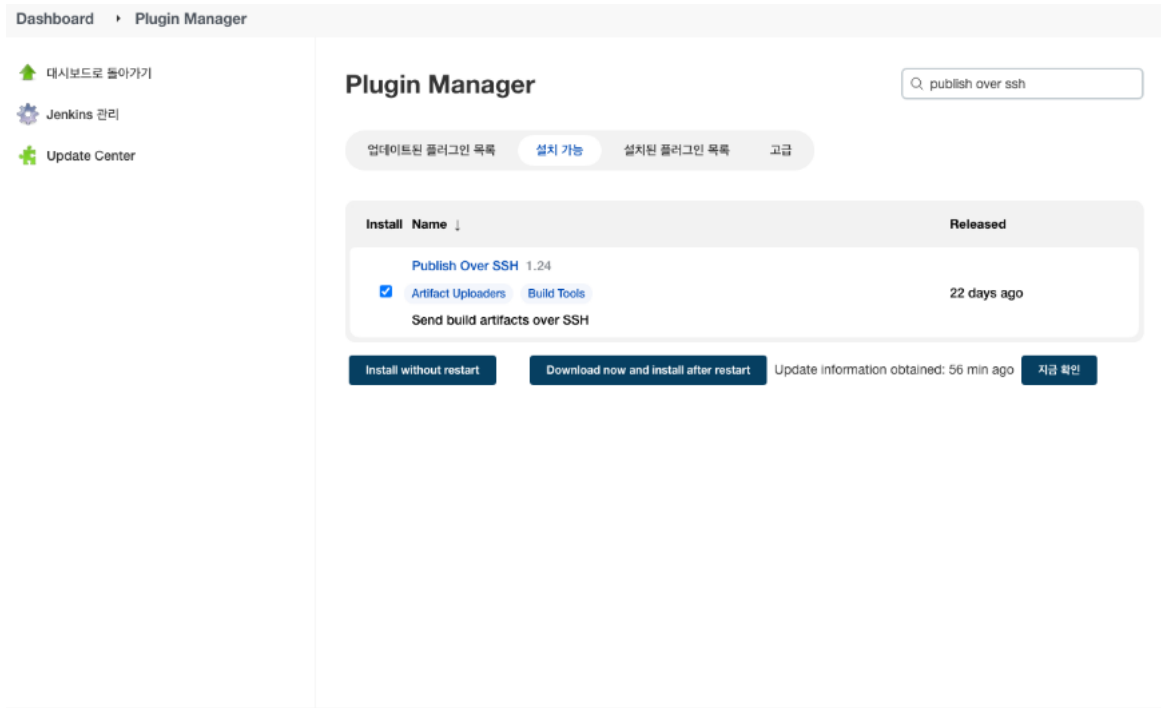 Dashboard ▸ Plugin Manager
대시보드로 돌아가기
Jenkins 관리
Update Center
Plugin Manager
publish over ssh
업데이트된 플러그인 목록 설치 가능 설치된 플러그인 목록 고급
Install Name ↓ Released
Publish Over SSH 1.24
Artifact Uploaders Build Tools 22 days ago
Send build artifacts over SSH
Install without restart Download now and install after restart Update information obtained: 56 min ago 지금 확인